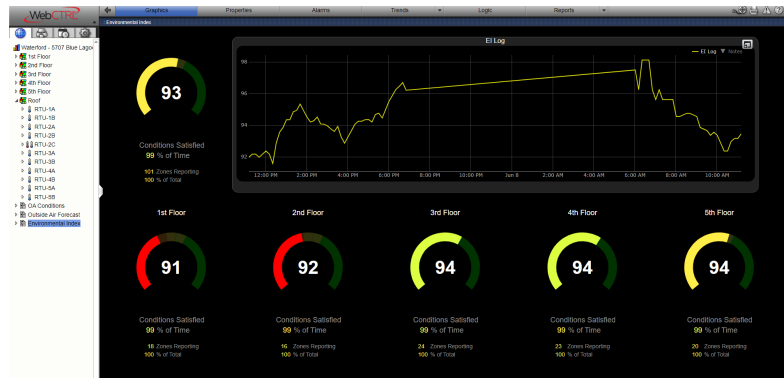 WebCTRL
Graphics
Properties
Alarms
Trends
Logic
Reports
Environmental Index
Waterford - 5707 Blue Lagoo
1st Floor
2nd Floor
3rd Floor
4th Floor
5th Floor
Roof
RTU-1A
RTU-1B
RTU-2A
RTU-2B
RTU-2C
RTU-3A
RTU-3B
RTU-4A
RTU-4B
RTU-5A
RTU-5B
OA Conditions
Outside Air Forecast
Environmental Index
93
Conditions Satisfied
99 % of Time
101 Zones Reporting
100 % of Total
EI Log
EI Log Notes
98
96
94
92
12:00 PM 2:00 PM 4:00 PM 6:00 PM 8:00 PM 10:00 PM Jun 8 2:00 AM 4:00 AM 6:00 AM 8:00 AM 10:00 AM
1st Floor
91
Conditions Satisfied
99 % of Time
18 Zones Reporting
100 % of Total
2nd Floor
92
Conditions Satisfied
99 % of Time
16 Zones Reporting
100 % of Total
3rd Floor
94
Conditions Satisfied
99 % of Time
24 Zones Reporting
100 % of Total
4th Floor
94
Conditions Satisfied
99 % of Time
23 Zones Reporting
100 % of Total
5th Floor
94
Conditions Satisfied
99 % of Time
20 Zones Reporting
100 % of Total